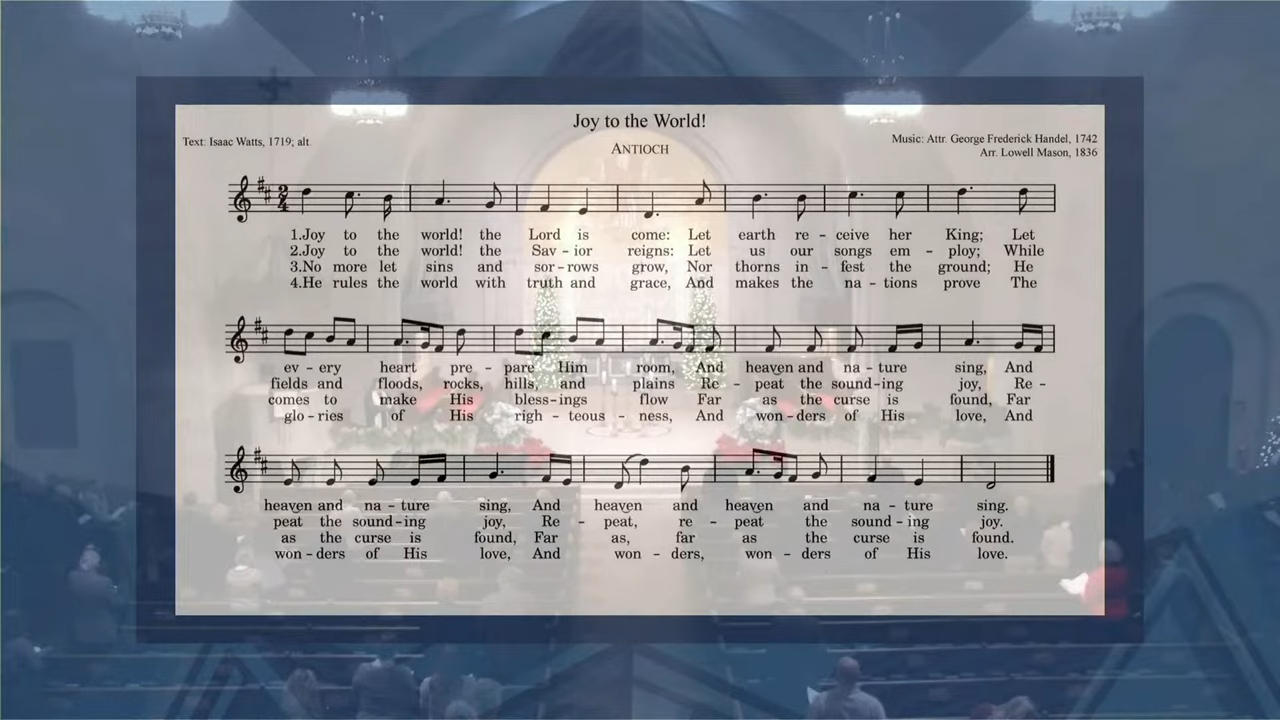 Joy to the World!
Text: Isaac Watts, 1719; alt.
Music: Attr. George Frederick Handel, 1742
ANTIOCH
Arr. Lowell Mason, 1836
2 4
1.Joy to the world! the Lord is come: Let earth re – ceive her King; Let
2.Joy to the world! the Sav – ior reigns: Let us our songs em – ploy; While
3.No more let sins and sor – rows grow, Nor thorns in – fest the ground; He
4.He rules the world with truth and grace, And makes the na – tions prove The
ev – ery heart pre – pare Him room, And heaven and na – ture sing, And
fields and floods, rocks, hills, and plains Re – peat the sound – ing joy, Re –
comes to make His bless – ings flow Far as the curse is found, Far
glo – ries of His righ – teous – ness, And won – ders of His love, And
heaven and na – ture sing, And heaven and heaven and na – ture sing.
peat the sound – ing joy, Re – peat, re – peat the sound – ing joy.
as the curse is found, Far as, far as the curse is found.
won – ders of His love, And won – ders, won – ders of His love.